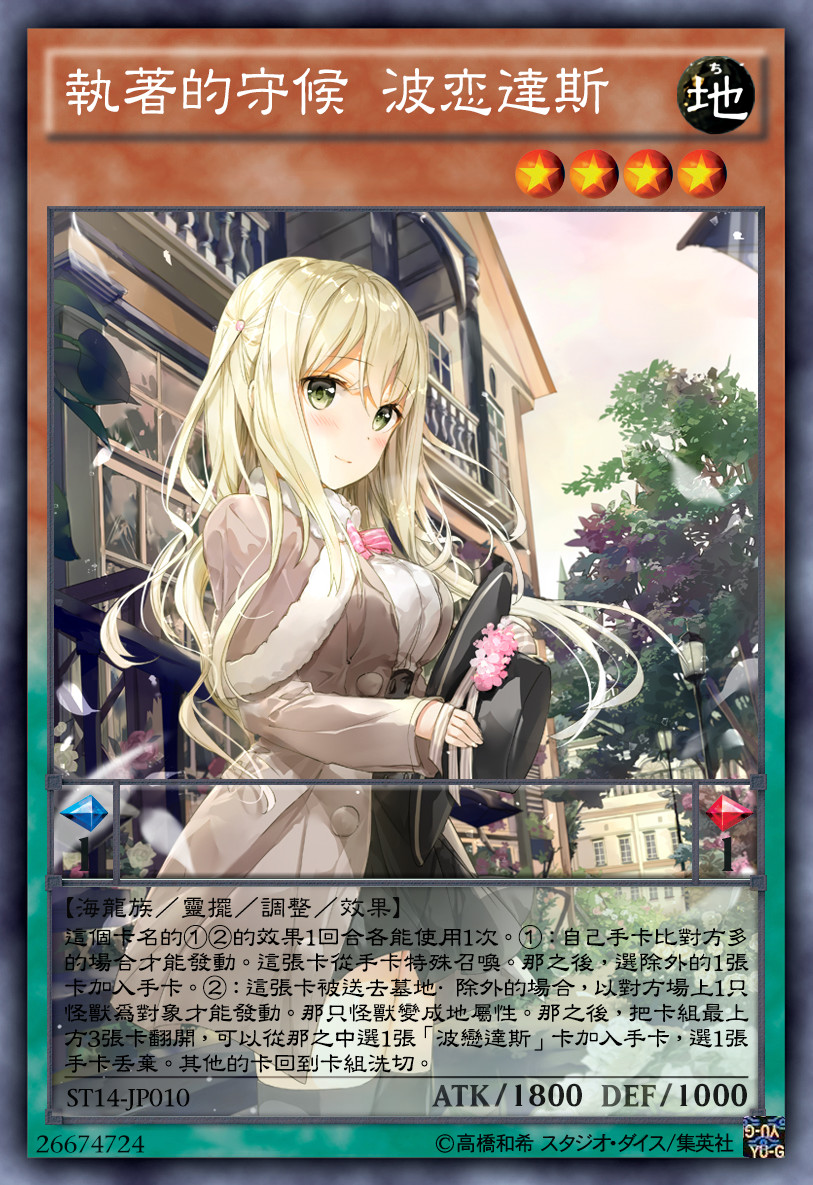 執著的守候 波恋達斯
ち
地
1
1
【海龍族／靈擺／調整／效果】
這個卡名的①②的效果1回合各能使用1次。①：自己手卡比對方多
的場合才能發動。這張卡從手卡特殊召喚。那之後，選除外的1張
卡加入手卡。②：這張卡被送去墓地· 除外的場合，以對方場上1只
怪獸爲對象才能發動。那只怪獸變成地屬性。那之後，把卡組最上
方3張卡翻開，可以從那之中選1張「波戀達斯」卡加入手卡，選1張
手卡丢棄。其他的卡回到卡組洗切。
ST14-JP010
ATK/1800 DEF/1000
26674724
©高橋和希 スタジオ・ダイス/集英社
YU-G
YU-G